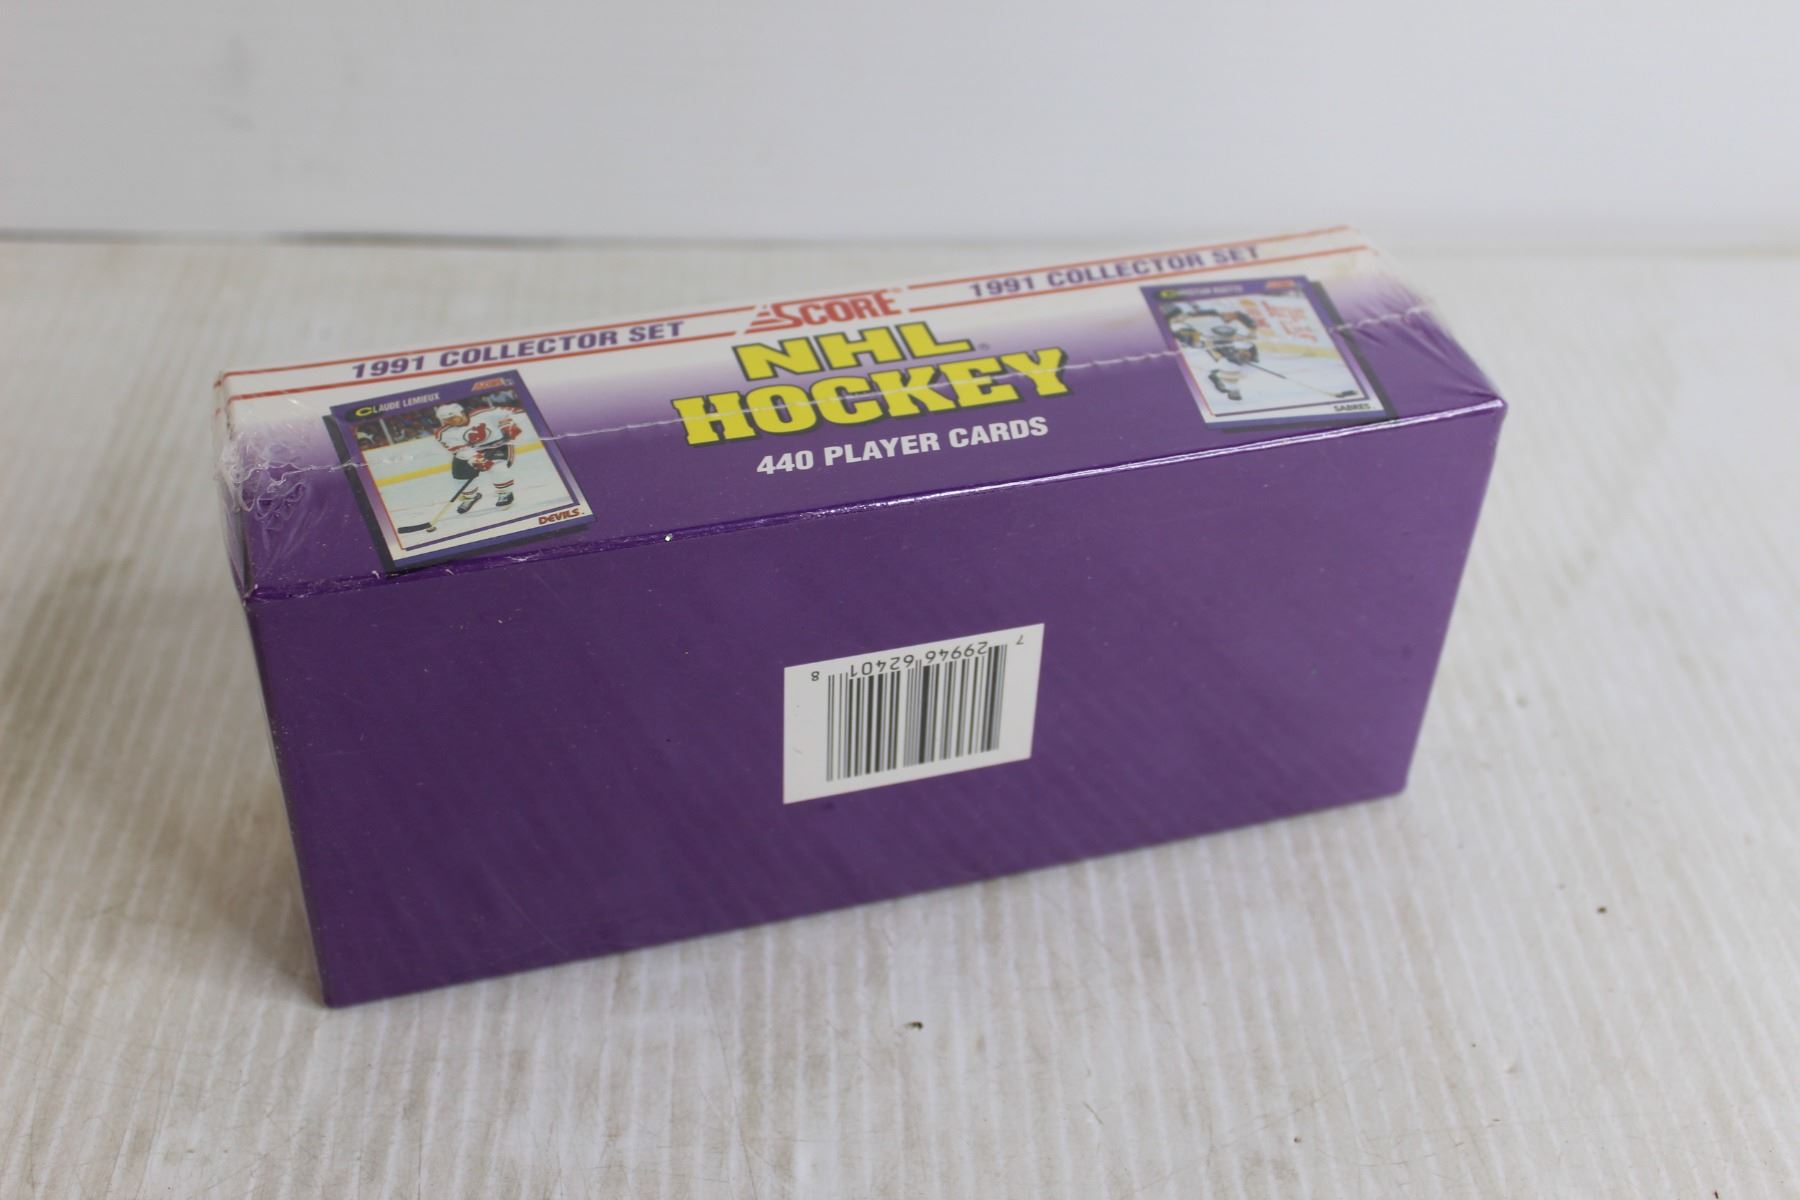 1991 COLLECTOR SET
SCORE®
1991 COLLECTOR SET
NHL®
HOCKEY
440 PLAYER CARDS
CLAUDE LEMIEUX
SCORE
DEVILS
SABRES
7 29946 62401 8